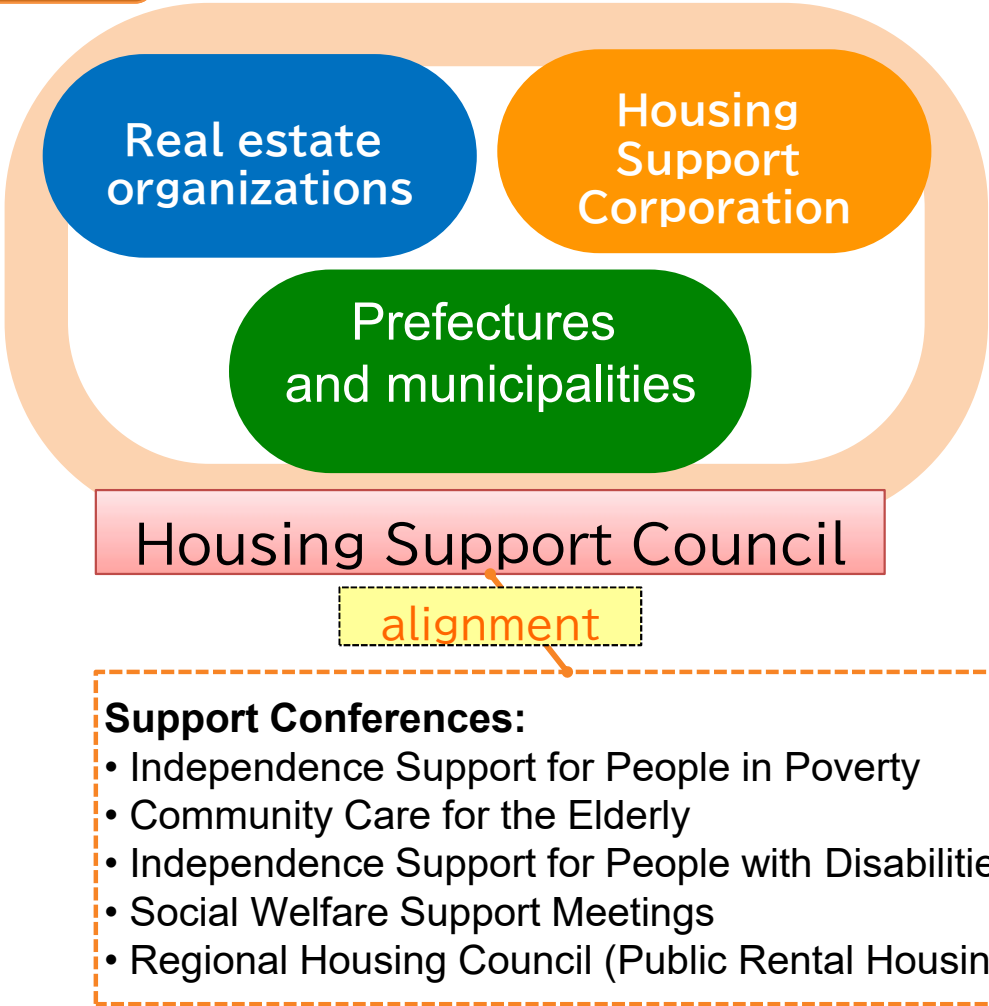 Real estate
organizations
Housing
Support
Corporation
Prefectures
and municipalities
Housing Support Council
alignment
Support Conferences:
• Independence Support for People in Poverty
• Community Care for the Elderly
• Independence Support for People with Disabilitie
• Social Welfare Support Meetings
• Regional Housing Council (Public Rental Housin